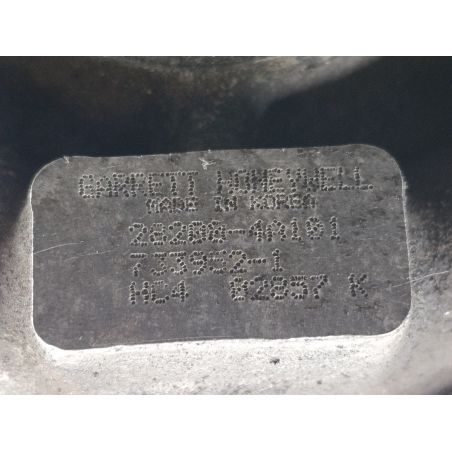 GARRETT HONEYWELL
MADE IN KOREA
28200-4A101
733952-1
HC4 62857 K